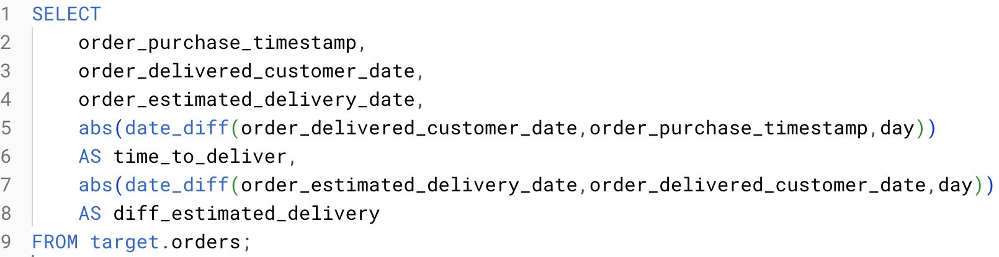 1 SELECT
2 order_purchase_timestamp,
3 order_delivered_customer_date,
4 order_estimated_delivery_date,
5 abs(date_diff(order_delivered_customer_date,order_purchase_timestamp,day))
6 AS time_to_deliver,
7 abs(date_diff(order_estimated_delivery_date,order_delivered_customer_date,day))
8 AS diff_estimated_delivery
9 FROM target.orders;